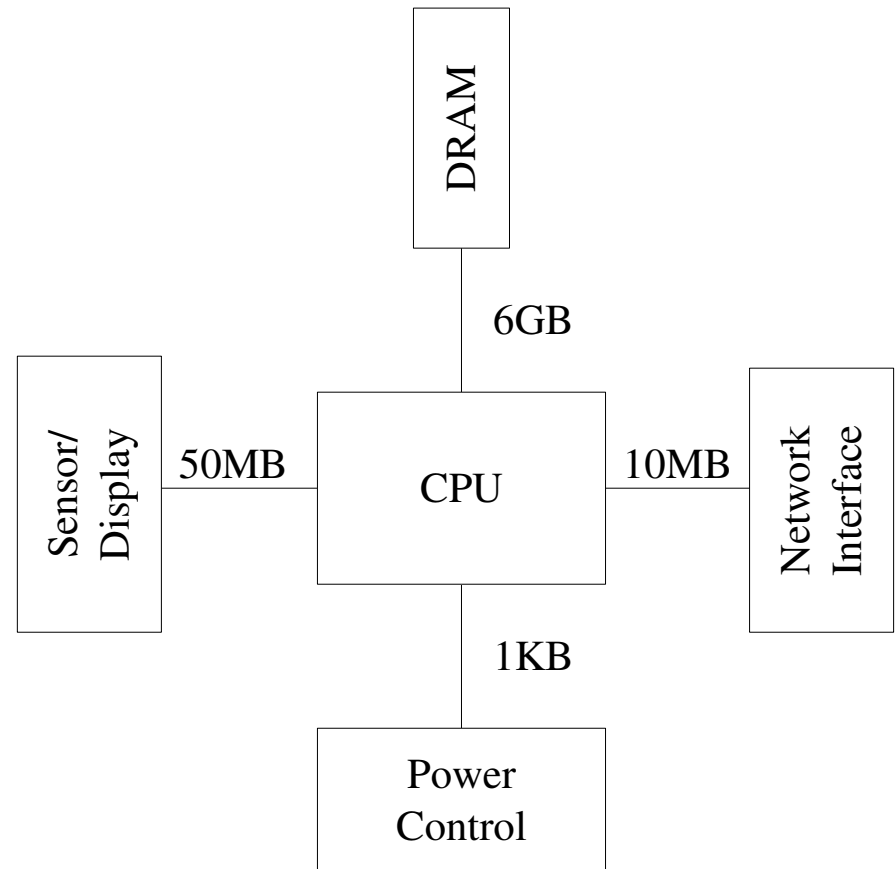 DRAM
6GB
Sensor/
Display
50MB
CPU
10MB
Network
Interface
1KB
Power
Control